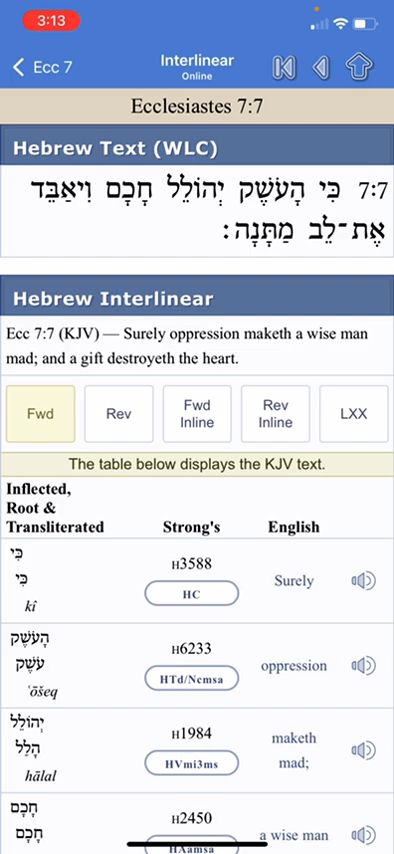 3:13
Ecc 7
Interlinear
Online
Ecclesiastes 7:7
Hebrew Text (WLC)
7:7 כִּי הָעֹשֶׁק יְהוֹלֵל חָכָם וִיאַבֵּד
אֶת־לֵב מַתָּנָה׃
Hebrew Interlinear
Ecc 7:7 (KJV) — Surely oppression maketh a wise man
mad; and a gift destroyeth the heart.
Fwd
Rev
Fwd
Inline
Rev
Inline
LXX
The table below displays the KJV text.
Inflected,
Root &
Transliterated
Strong's
English
כִּי
כִּי
kî
H3588
HC
Surely
הָעֹשֶׁק
עֹשֶׁק
ʿōšeq
H6233
HTd/Ncmsa
oppression
יְהוֹלֵל
הָלַל
hālal
H1984
HVmi3ms
maketh
mad;
חָכָם
חָכָם
H2450
HAamsa
a wise man